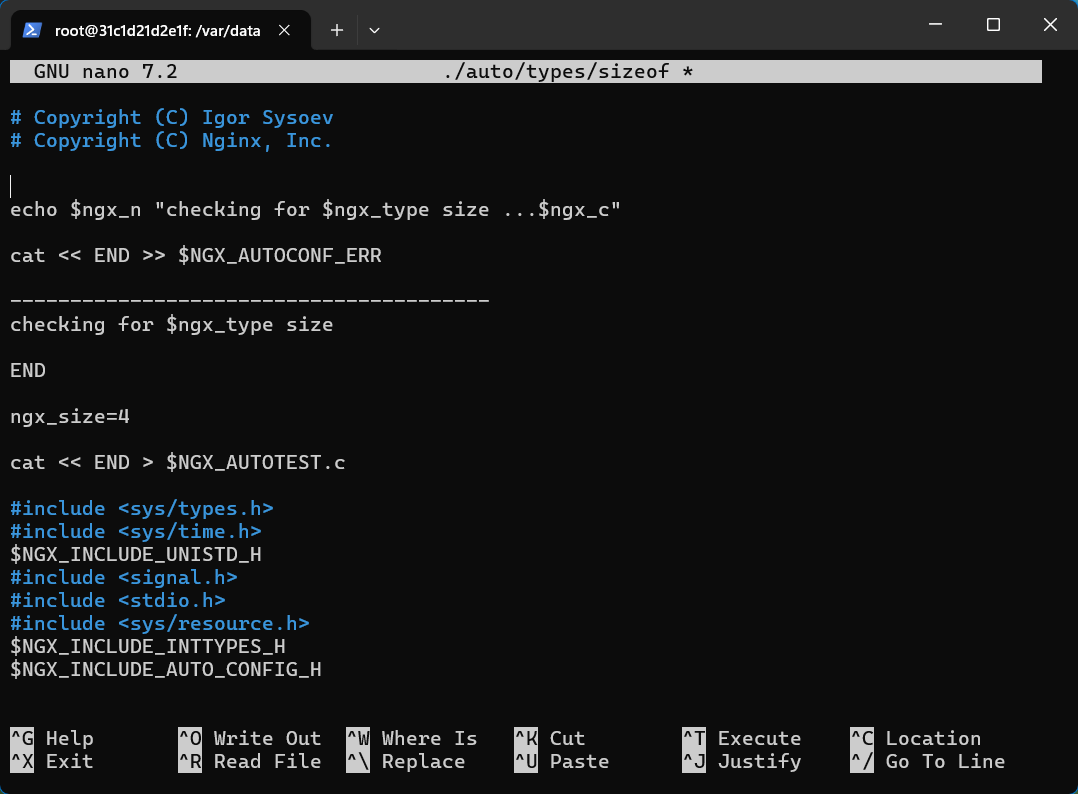 root@31c1d21d2e1f: /var/data
GNU nano 7.2 ./auto/types/sizeof *
# Copyright (C) Igor Sysoev
# Copyright (C) Nginx, Inc.
echo $ngx_n "checking for $ngx_type size ...$ngx_c"
cat << END >> $NGX_AUTOCONF_ERR
----------------------------------------
checking for $ngx_type size
END
ngx_size=4
cat << END > $NGX_AUTOTEST.c
#include <sys/types.h>
#include <sys/time.h>
$NGX_INCLUDE_UNISTD_H
#include <signal.h>
#include <stdio.h>
#include <sys/resource.h>
$NGX_INCLUDE_INTTYPES_H
$NGX_INCLUDE_AUTO_CONFIG_H
^G Help ^O Write Out ^W Where Is ^K Cut ^T Execute ^C Location
^X Exit ^R Read File ^\ Replace ^U Paste ^J Justify ^/ Go To Line